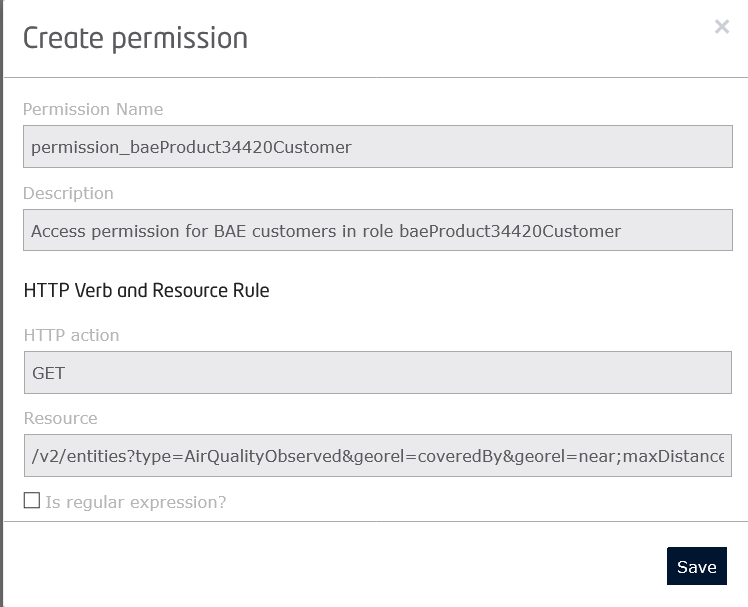 Create permission
×
Permission Name
permission_baeProduct34420Customer
Description
Access permission for BAE customers in role baeProduct34420Customer
HTTP Verb and Resource Rule
HTTP action
GET
Resource
/v2/entities?type=AirQualityObserved&georel=coveredBy&georel=near;maxDistance
Is regular expression?
Save